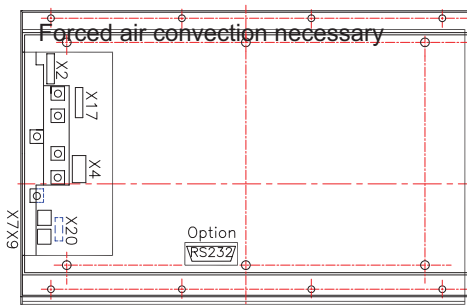 Forced air convection necessary
X2
X17
X4
X7X9
X20
Option
RS232